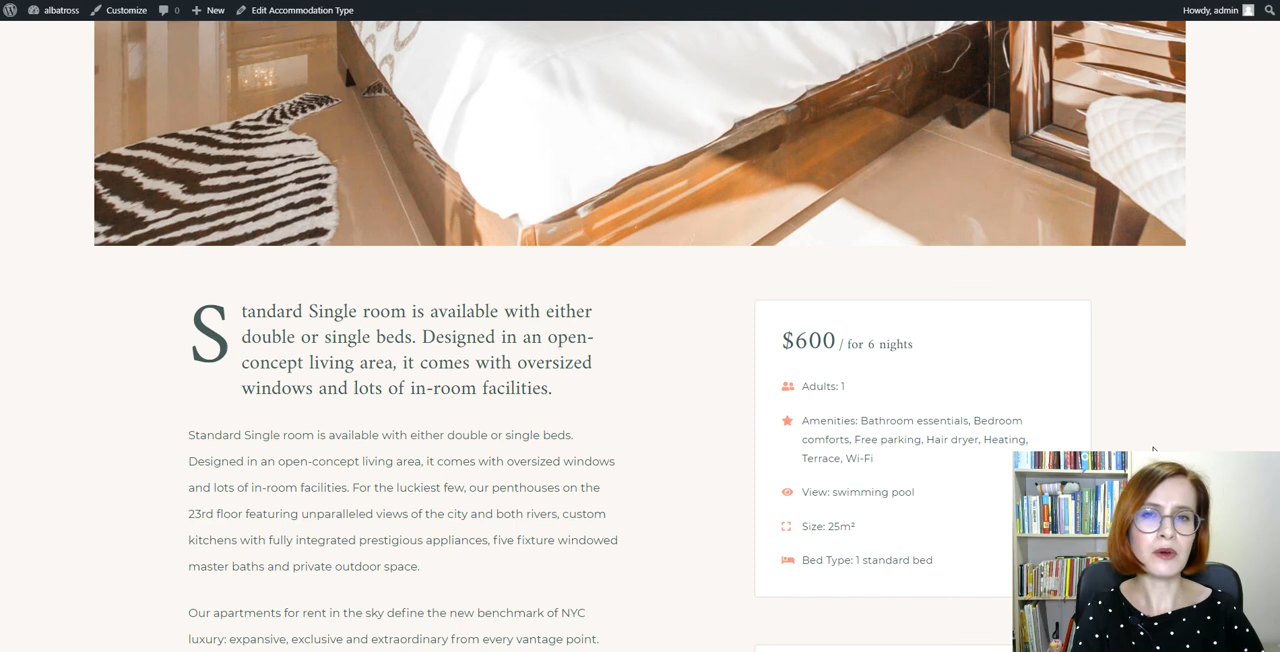 albatross Customize 0 New Edit Accommodation Type Howdy, admin
Standard Single room is available with either
double or single beds. Designed in an open-
concept living area, it comes with oversized
windows and lots of in-room facilities.
Standard Single room is available with either double or single beds.
Designed in an open-concept living area, it comes with oversized windows
and lots of in-room facilities. For the luckiest few, our penthouses on the
23rd floor featuring unparalleled views of the city and both rivers, custom
kitchens with fully integrated prestigious appliances, five fixture windowed
master baths and private outdoor space.
Our apartments for rent in the sky define the new benchmark of NYC
luxury: expansive, exclusive and extraordinary from every vantage point.
$600 / for 6 nights
Adults: 1
Amenities: Bathroom essentials, Bedroom
comforts, Free parking, Hair dryer, Heating,
Terrace, Wi-Fi
View: swimming pool
Size: 25m²
Bed Type: 1 standard bed